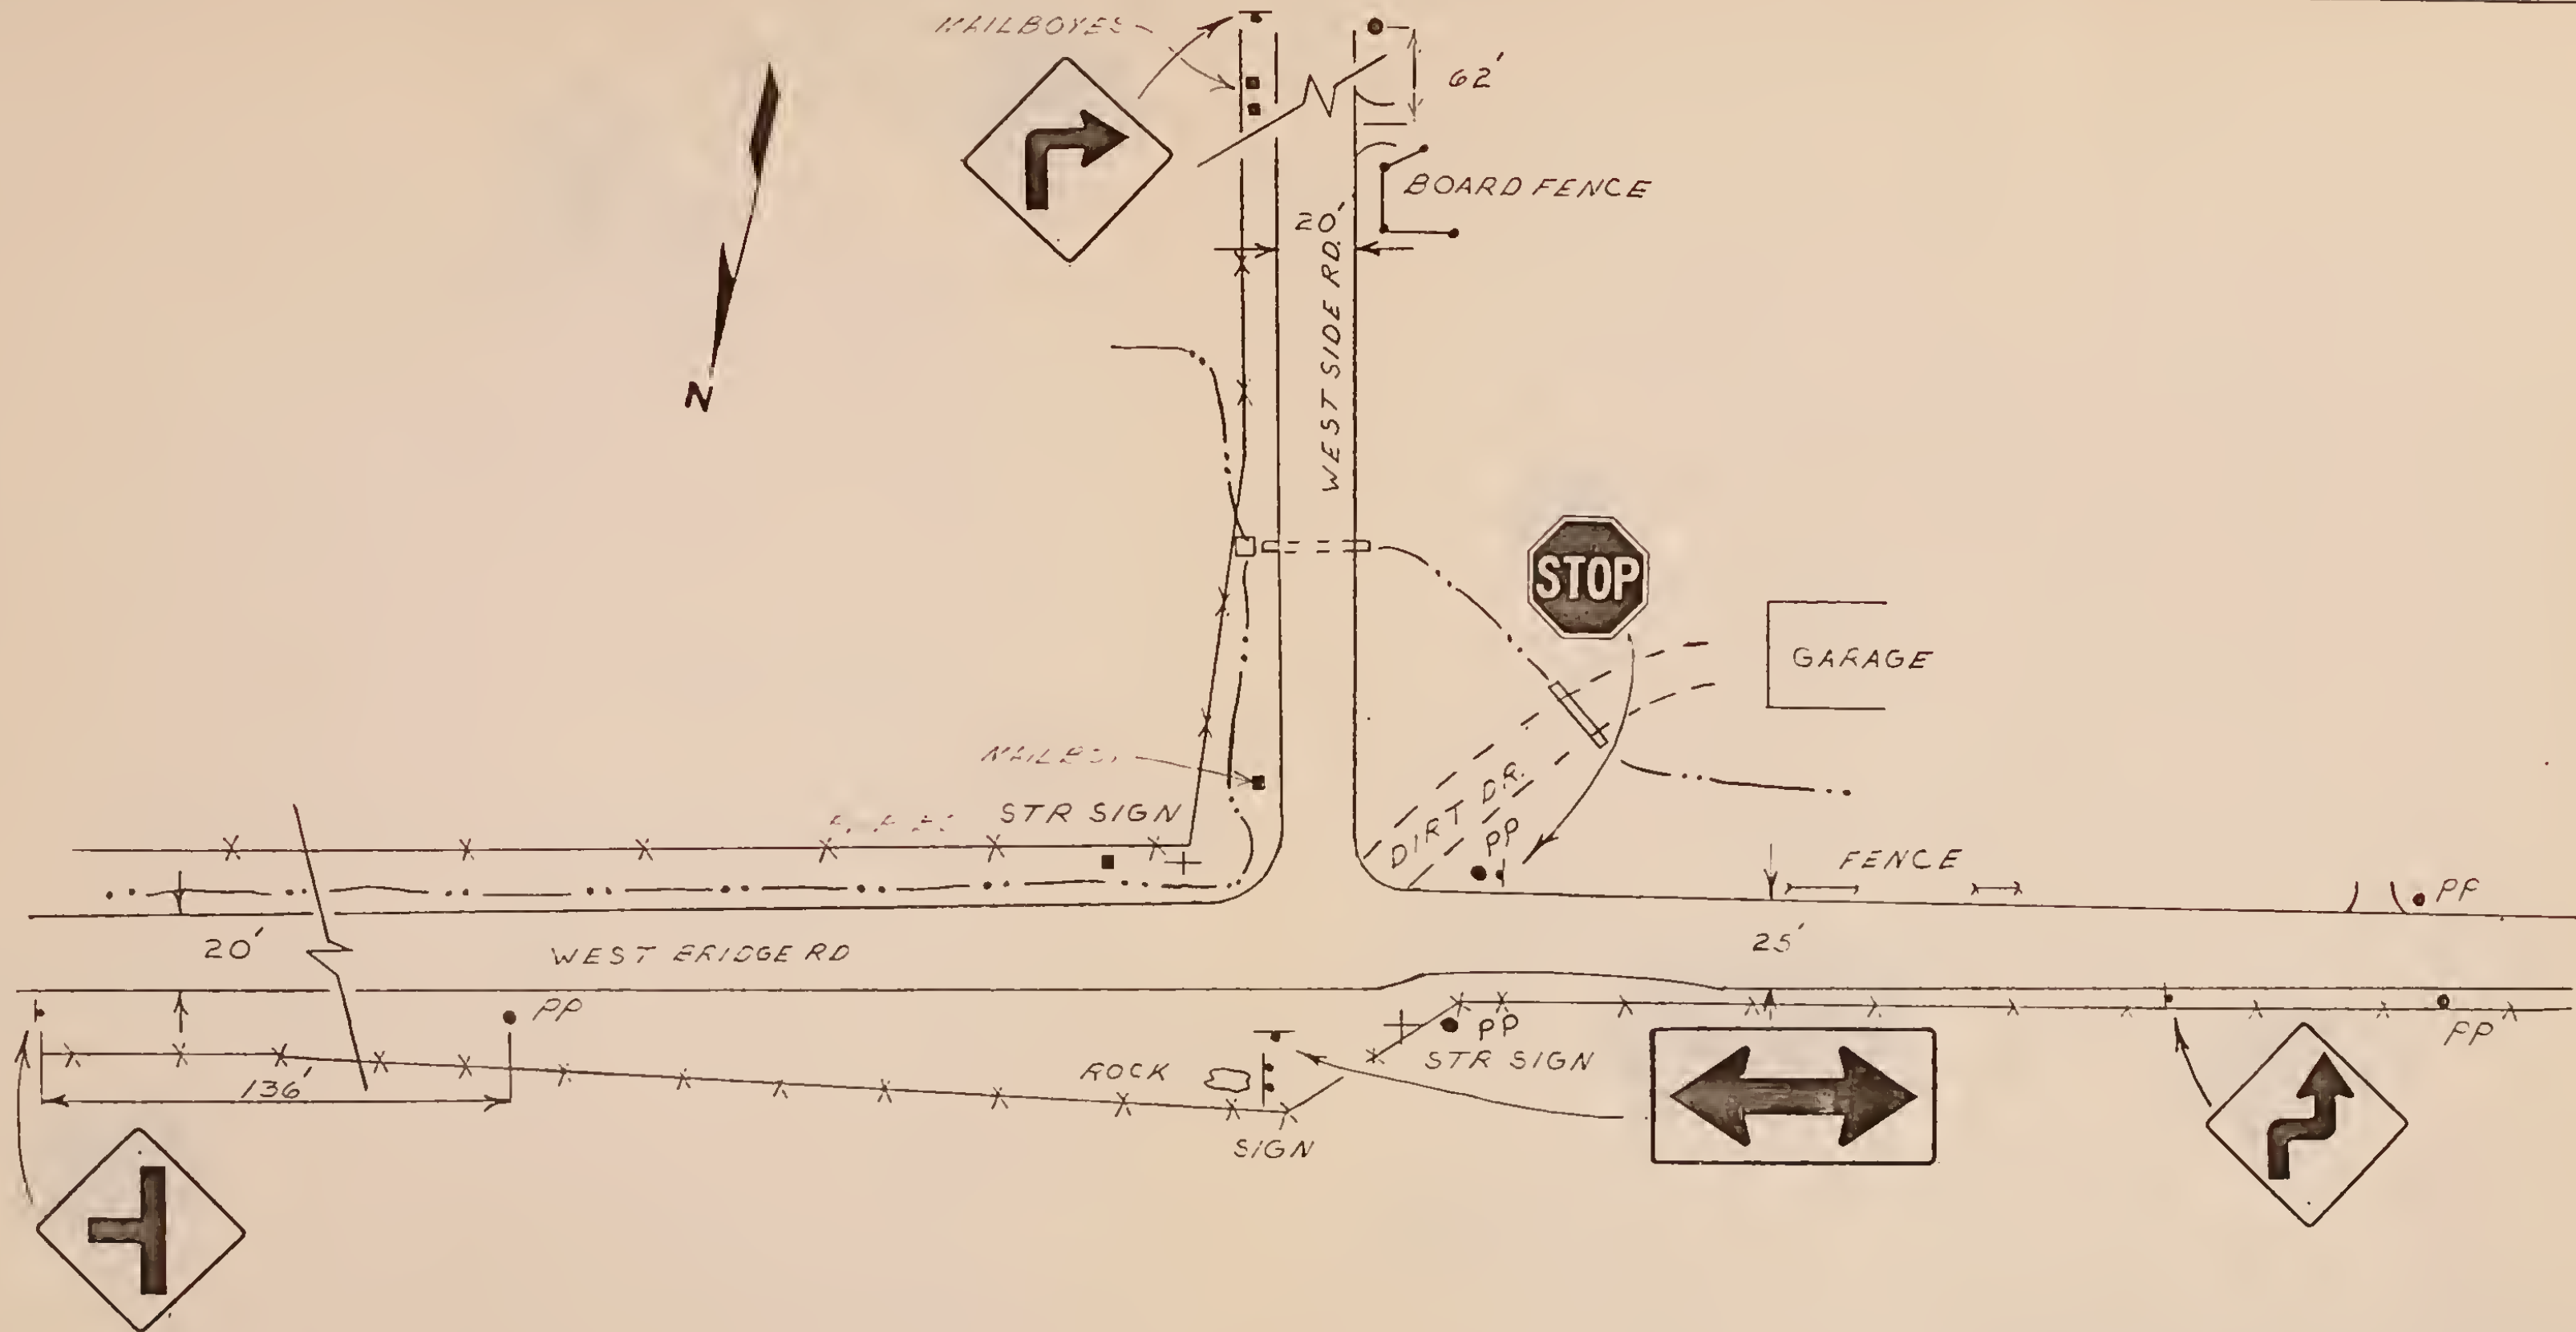 MAILBOXES
62'
BOARD FENCE
20'
WEST SIDE RD.
N
STOP
GARAGE
DIRT DR.
STR SIGN
PP
FENCE
PP
20'
WEST BRIDGE RD
25'
PP
PP
STR SIGN
PP
136'
ROCK
SIGN